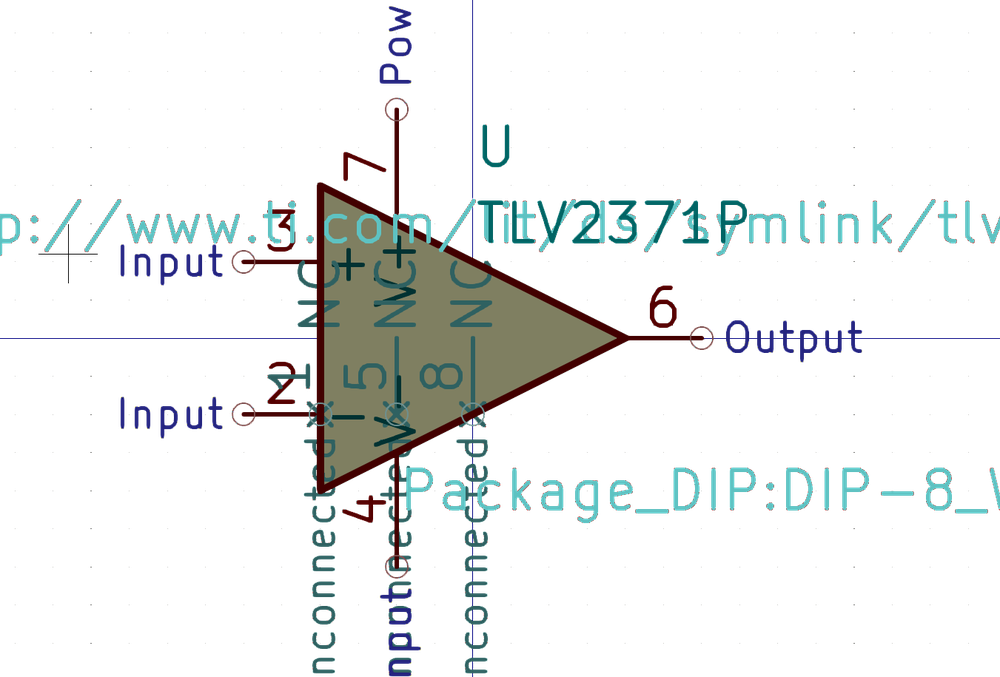 Pow
7
U
p://www.ti.com/lit/ds/symlink/tlv
TLV2371P
3
Input
+
V+
NC
NC
NC
6
Output
2
1
5
8
Input
−
V−
Package_DIP:DIP-8_W
4
nconnected
nconnected
nconnected
nput